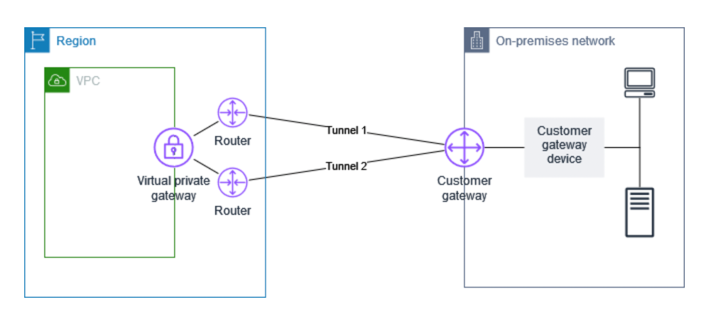 Region
On-premises network
VPC
Router
Tunnel 1
Customer
gateway
device
Virtual private
gateway
Tunnel 2
Router
Customer
gateway